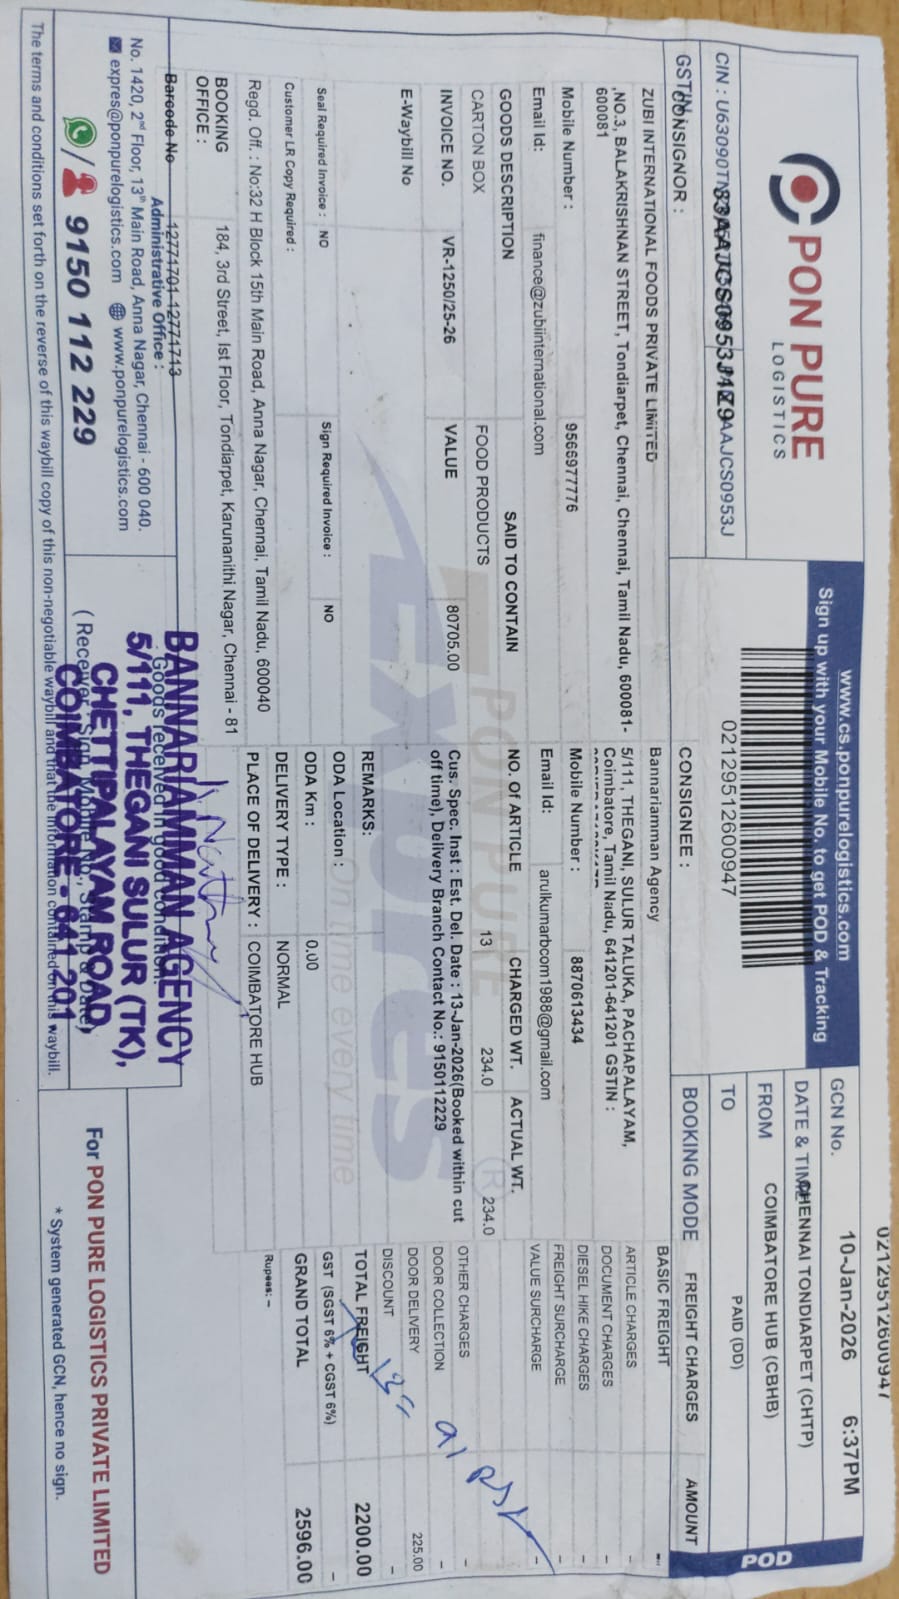 PON PURE
LOGISTICS
www.cs.ponpurelogistics.com
Sign up with your Mobile No. to get POD & Tracking
02129512600947
02129512600947
GCN No.
10-Jan-2026 6:37PM
DATE & TIME
FROM CHENNAI TONDIARPET (CHTP)
TO COIMBATORE HUB (CBHB)
POD
GSTIN:
CONSIGNOR :
ZUBI INTERNATIONAL FOODS PRIVATE LIMITED
,NO.3, BALAKRISHNAN STREET, Tondiarpet, Chennai, Chennai, Tamil Nadu, 600081-
600081
Mobile Number : 9566977776
Email Id: finance@zubiinternational.com
CONSIGNEE :
Bannariamman Agency
5/111, THEGANI, SULUR TALUKA, PACHAPALAYAM,
Coimbatore, Tamil Nadu, 641201-641201 GSTIN :
Mobile Number : 8870613434
Email Id: arulkumarbcom1988@gmail.com
BOOKING MODE PAID (DD)
FREIGHT CHARGES AMOUNT
BASIC FREIGHT
ARTICLE CHARGES -
DOCUMENT CHARGES -
DIESEL HIKE CHARGES -
FREIGHT SURCHARGE -
VALUE SURCHARGE -
OTHER CHARGES -
DOOR COLLECTION -
DOOR DELIVERY 225.00
DISCOUNT -
TOTAL FREIGHT 2200.00
GST (SGST 6% + CGST 6%) -
GRAND TOTAL 2596.00
Rupees: -
GOODS DESCRIPTION SAID TO CONTAIN NO. Of ARTICLE CHARGED WT. ACTUAL WT.
CARTON BOX FOOD PRODUCTS 13 234.0 234.0
INVOICE NO. VR-1250/25-26 VALUE 80705.00
Cus. Spec. Inst : Est. Del. Date : 13-Jan-2026(Booked within cut
off time), Delivery Branch Contact No.: 9150112229
E-Waybill No
REMARKS:
PON PURE
EXpures
On time every time
Seal Required Invoice : NO Sign Required Invoice : NO
Customer LR Copy Required :
ODA Location :
ODA Km : 0.00
DELIVERY TYPE : NORMAL
PLACE OF DELIVERY : COIMBATORE HUB
Regd. Off. : No:32 H Block 15th Main Road, Anna Nagar, Chennai, Tamil Nadu, 600040
BOOKING OFFICE : 184, 3rd Street, Ist Floor, Tondiarpet, Karunanithi Nagar, Chennai - 81
Barcode No 12771701-12771713
Administrative Office :
No. 1420, 2nd Floor, 13th Main Road, Anna Nagar, Chennai - 600 040.
expres@ponpurelogistics.com www.ponpurelogistics.com
9150 112 229
Goods received in good condition
BANNARIAMMAN AGENCY
5/111, THEGANI SULUR (TK),
CHETTIPALAYAM ROAD,
COIMBATORE - 641 201
For PON PURE LOGISTICS PRIVATE LIMITED
* System generated GCN, hence no sign.
The terms and conditions set forth on the reverse of this waybill copy of this non-negotiable waybill and that the information contained on this waybill.